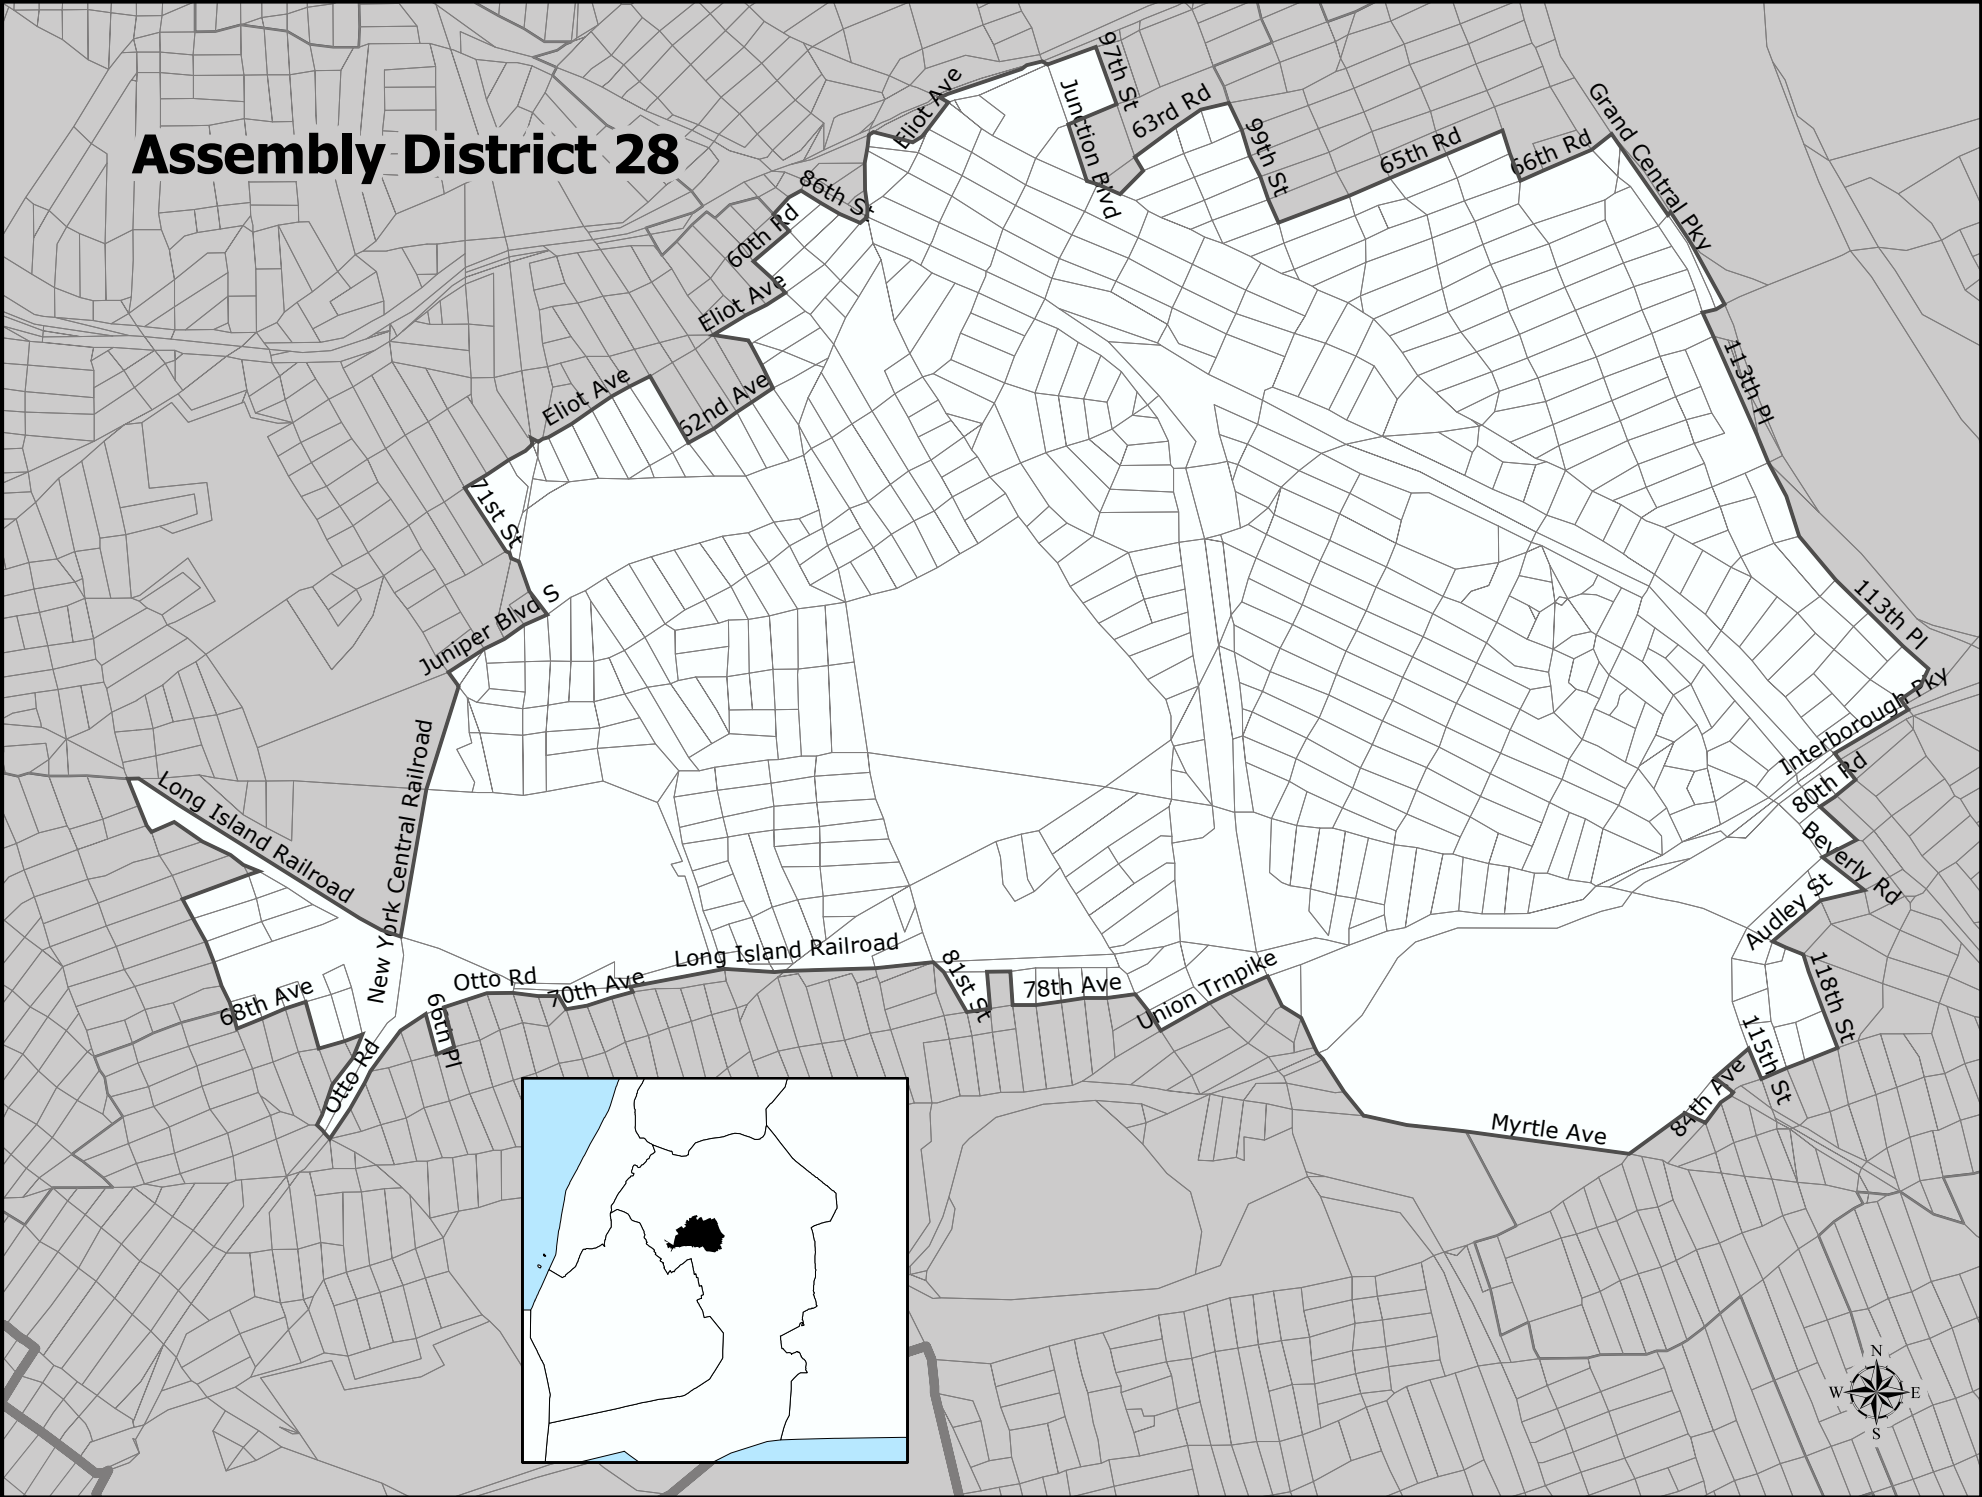 Assembly District 28
97th St
Eliot Ave
Junction Blvd
63rd Rd
Grand Central Pky
99th St
65th Rd
66th Rd
86th St
60th Rd
Eliot Ave
113th Pl
Eliot Ave
62nd Ave
71st St
Juniper Blvd S
113th Pl
Interborough Pky
New York Central Railroad
Long Island Railroad
80th Rd
Beverly Rd
Audley St
Long Island Railroad
81st St
Otto Rd
70th Ave
78th Ave
Union Trnpike
118th St
68th Ave
66th Pl
115th St
Otto Rd
84th Ave
Myrtle Ave
N
W
E
S